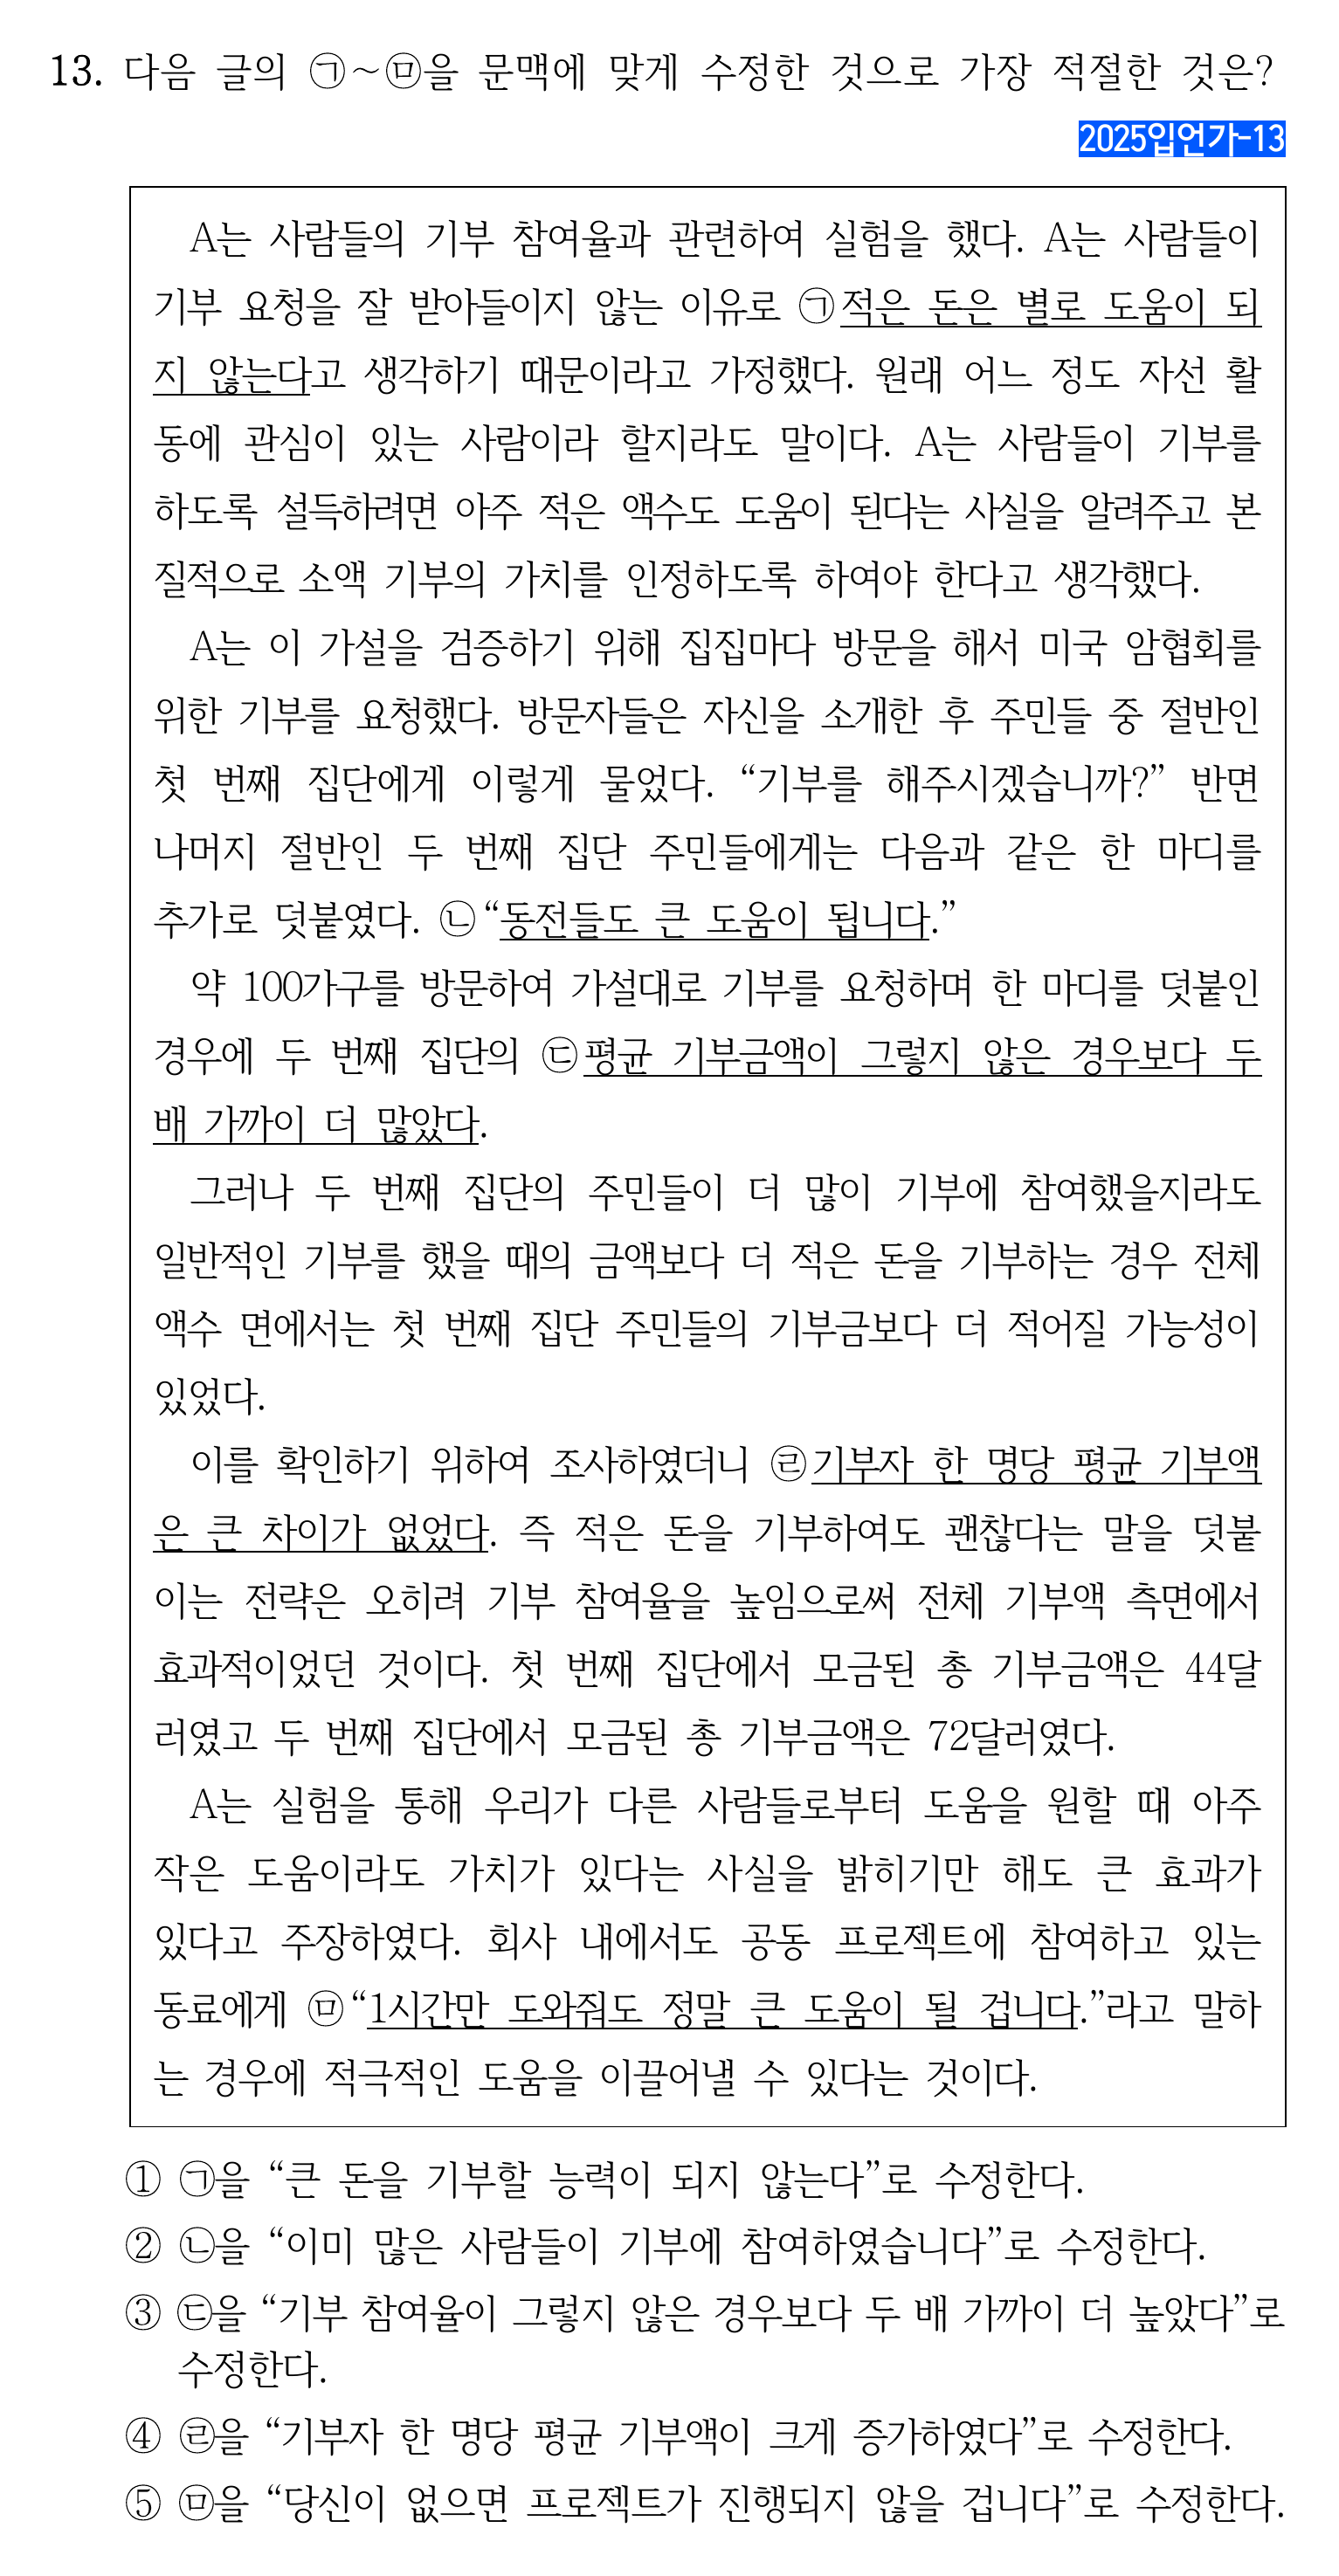 13. 다음 글의 ㉠~㉤을 문맥에 맞게 수정한 것으로 가장 적절한 것은?
2025입언가-13
A는 사람들의 기부 참여율과 관련하여 실험을 했다. A는 사람들이
기부 요청을 잘 받아들이지 않는 이유로 ㉠적은 돈은 별로 도움이 되
지 않는다고 생각하기 때문이라고 가정했다. 원래 어느 정도 자선 활
동에 관심이 있는 사람이라 할지라도 말이다. A는 사람들이 기부를
하도록 설득하려면 아주 적은 액수도 도움이 된다는 사실을 알려주고 본
질적으로 소액 기부의 가치를 인정하도록 하여야 한다고 생각했다.
A는 이 가설을 검증하기 위해 집집마다 방문을 해서 미국 암협회를
위한 기부를 요청했다. 방문자들은 자신을 소개한 후 주민들 중 절반인
첫 번째 집단에게 이렇게 물었다. “기부를 해주시겠습니까?” 반면
나머지 절반인 두 번째 집단 주민들에게는 다음과 같은 한 마디를
추가로 덧붙였다. ㉡“동전들도 큰 도움이 됩니다.”
약 100가구를 방문하여 가설대로 기부를 요청하며 한 마디를 덧붙인
경우에 두 번째 집단의 ㉢평균 기부금액이 그렇지 않은 경우보다 두
배 가까이 더 많았다.
그러나 두 번째 집단의 주민들이 더 많이 기부에 참여했을지라도
일반적인 기부를 했을 때의 금액보다 더 적은 돈을 기부하는 경우 전체
액수 면에서는 첫 번째 집단 주민들의 기부금보다 더 적어질 가능성이
있었다.
이를 확인하기 위하여 조사하였더니 ㉣기부자 한 명당 평균 기부액
은 큰 차이가 없었다. 즉 적은 돈을 기부하여도 괜찮다는 말을 덧붙
이는 전략은 오히려 기부 참여율을 높임으로써 전체 기부액 측면에서
효과적이었던 것이다. 첫 번째 집단에서 모금된 총 기부금액은 44달
러였고 두 번째 집단에서 모금된 총 기부금액은 72달러였다.
A는 실험을 통해 우리가 다른 사람들로부터 도움을 원할 때 아주
작은 도움이라도 가치가 있다는 사실을 밝히기만 해도 큰 효과가
있다고 주장하였다. 회사 내에서도 공동 프로젝트에 참여하고 있는
동료에게 ㉤“1시간만 도와줘도 정말 큰 도움이 될 겁니다.”라고 말하
는 경우에 적극적인 도움을 이끌어낼 수 있다는 것이다.
① ㉠을 “큰 돈을 기부할 능력이 되지 않는다”로 수정한다.
② ㉡을 “이미 많은 사람들이 기부에 참여하였습니다”로 수정한다.
③ ㉢을 “기부 참여율이 그렇지 않은 경우보다 두 배 가까이 더 높았다”로
수정한다.
④ ㉣을 “기부자 한 명당 평균 기부액이 크게 증가하였다”로 수정한다.
⑤ ㉤을 “당신이 없으면 프로젝트가 진행되지 않을 겁니다”로 수정한다.